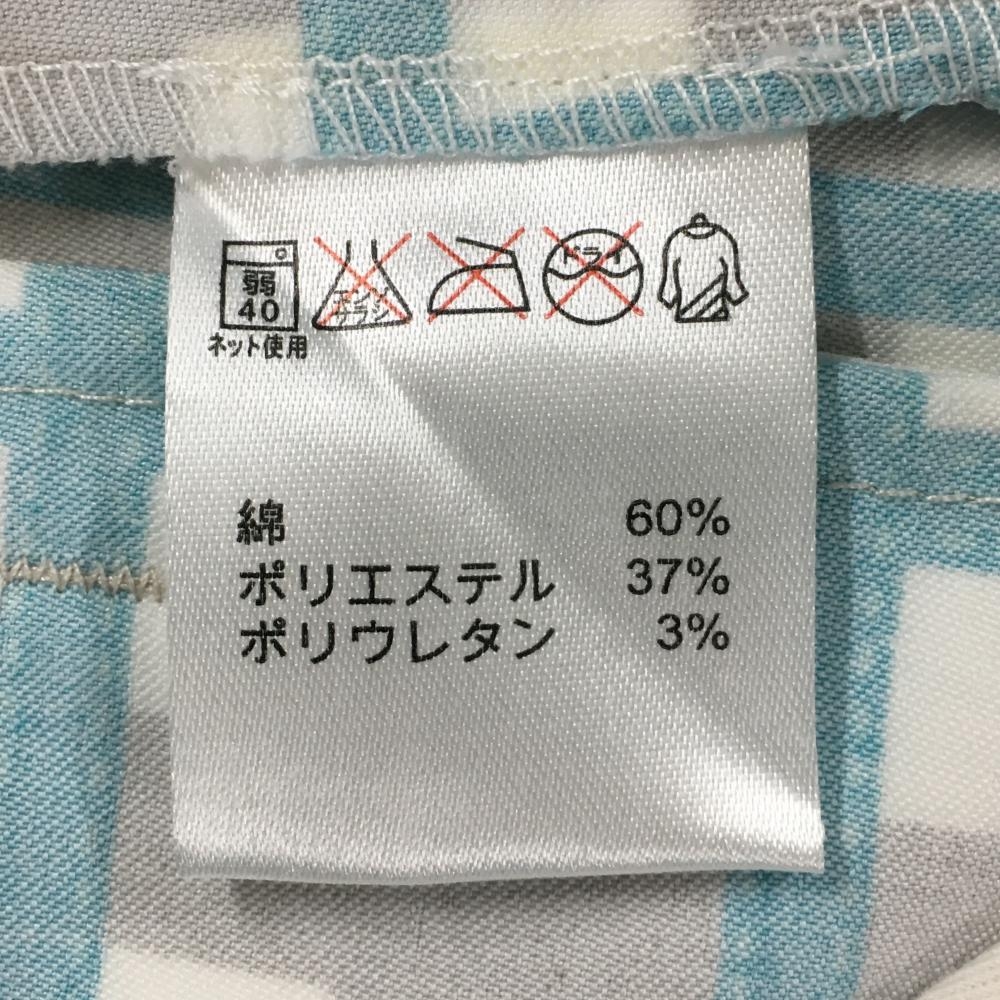 弱
40
ネット使用
エンソ
サラシ
ドライ
綿 60%
ポリエステル 37%
ポリウレタン 3%